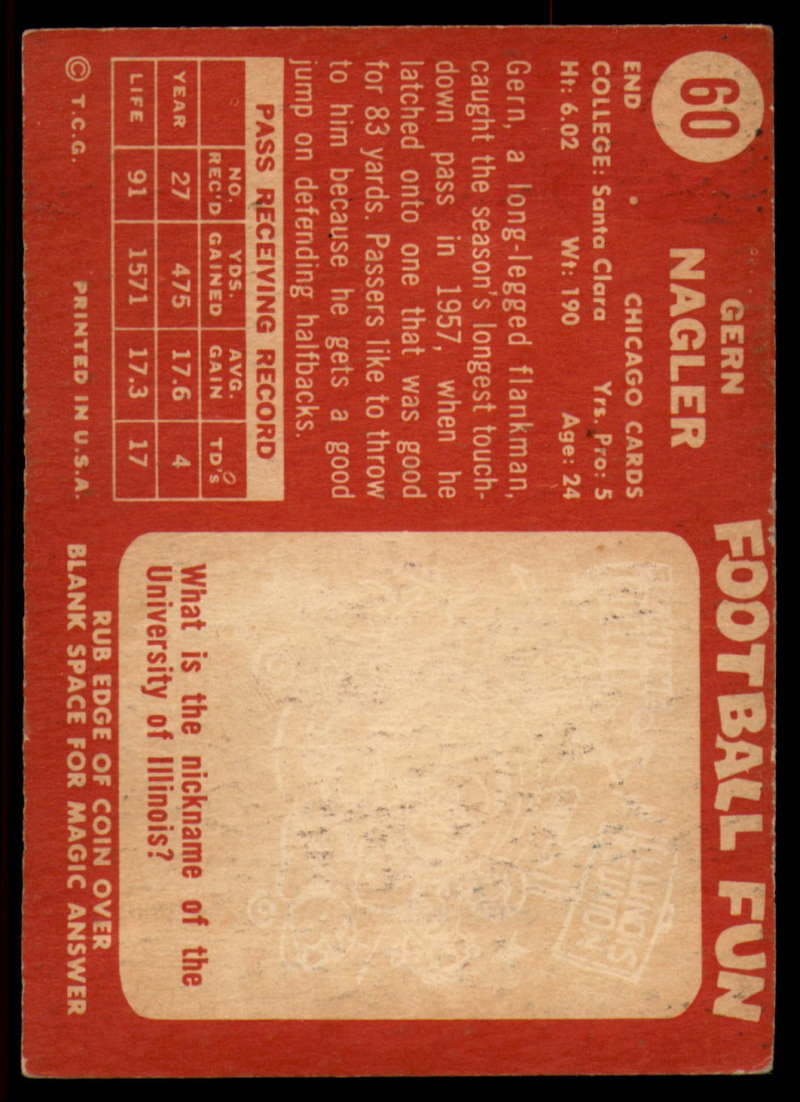 60
GERN
NAGLER
END CHICAGO CARDS
COLLEGE: Santa Clara Yrs. Pro: 5
Ht: 6.02 Wt: 190 Age: 24
Gern, a long-legged flankman,
caught the season's longest touch-
down pass in 1957, when he
latched onto one that was good
for 83 yards. Passers like to throw
to him because he gets a good
jump on defending halfbacks.
PASS RECEIVING RECORD
NO. REC'D YDS. GAINED AVG. GAIN TD's
YEAR 27 475 17.6 4
LIFE 91 1571 17.3 17
© T.C.G. PRINTED IN U.S.A.
FOOTBALL FUN
ILLINOIS
REUNION
What is the nickname of the
University of Illinois?
RUB EDGE OF COIN OVER
BLANK SPACE FOR MAGIC ANSWER